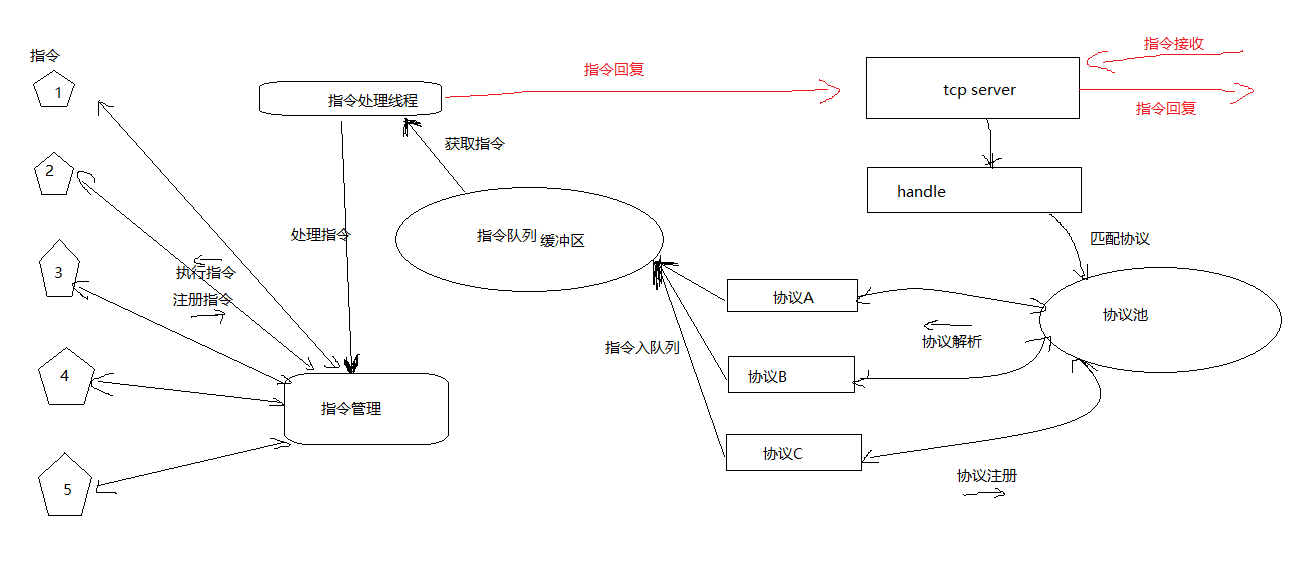 指令
指令接收
指令回复
tcp server
指令处理线程
指令回复
1
获取指令
2
handle
指令队列 缓冲区
处理指令
匹配协议
3
执行指令
注册指令
协议A
协议池
指令入队列
协议解析
4
协议B
指令管理
协议C
5
协议注册